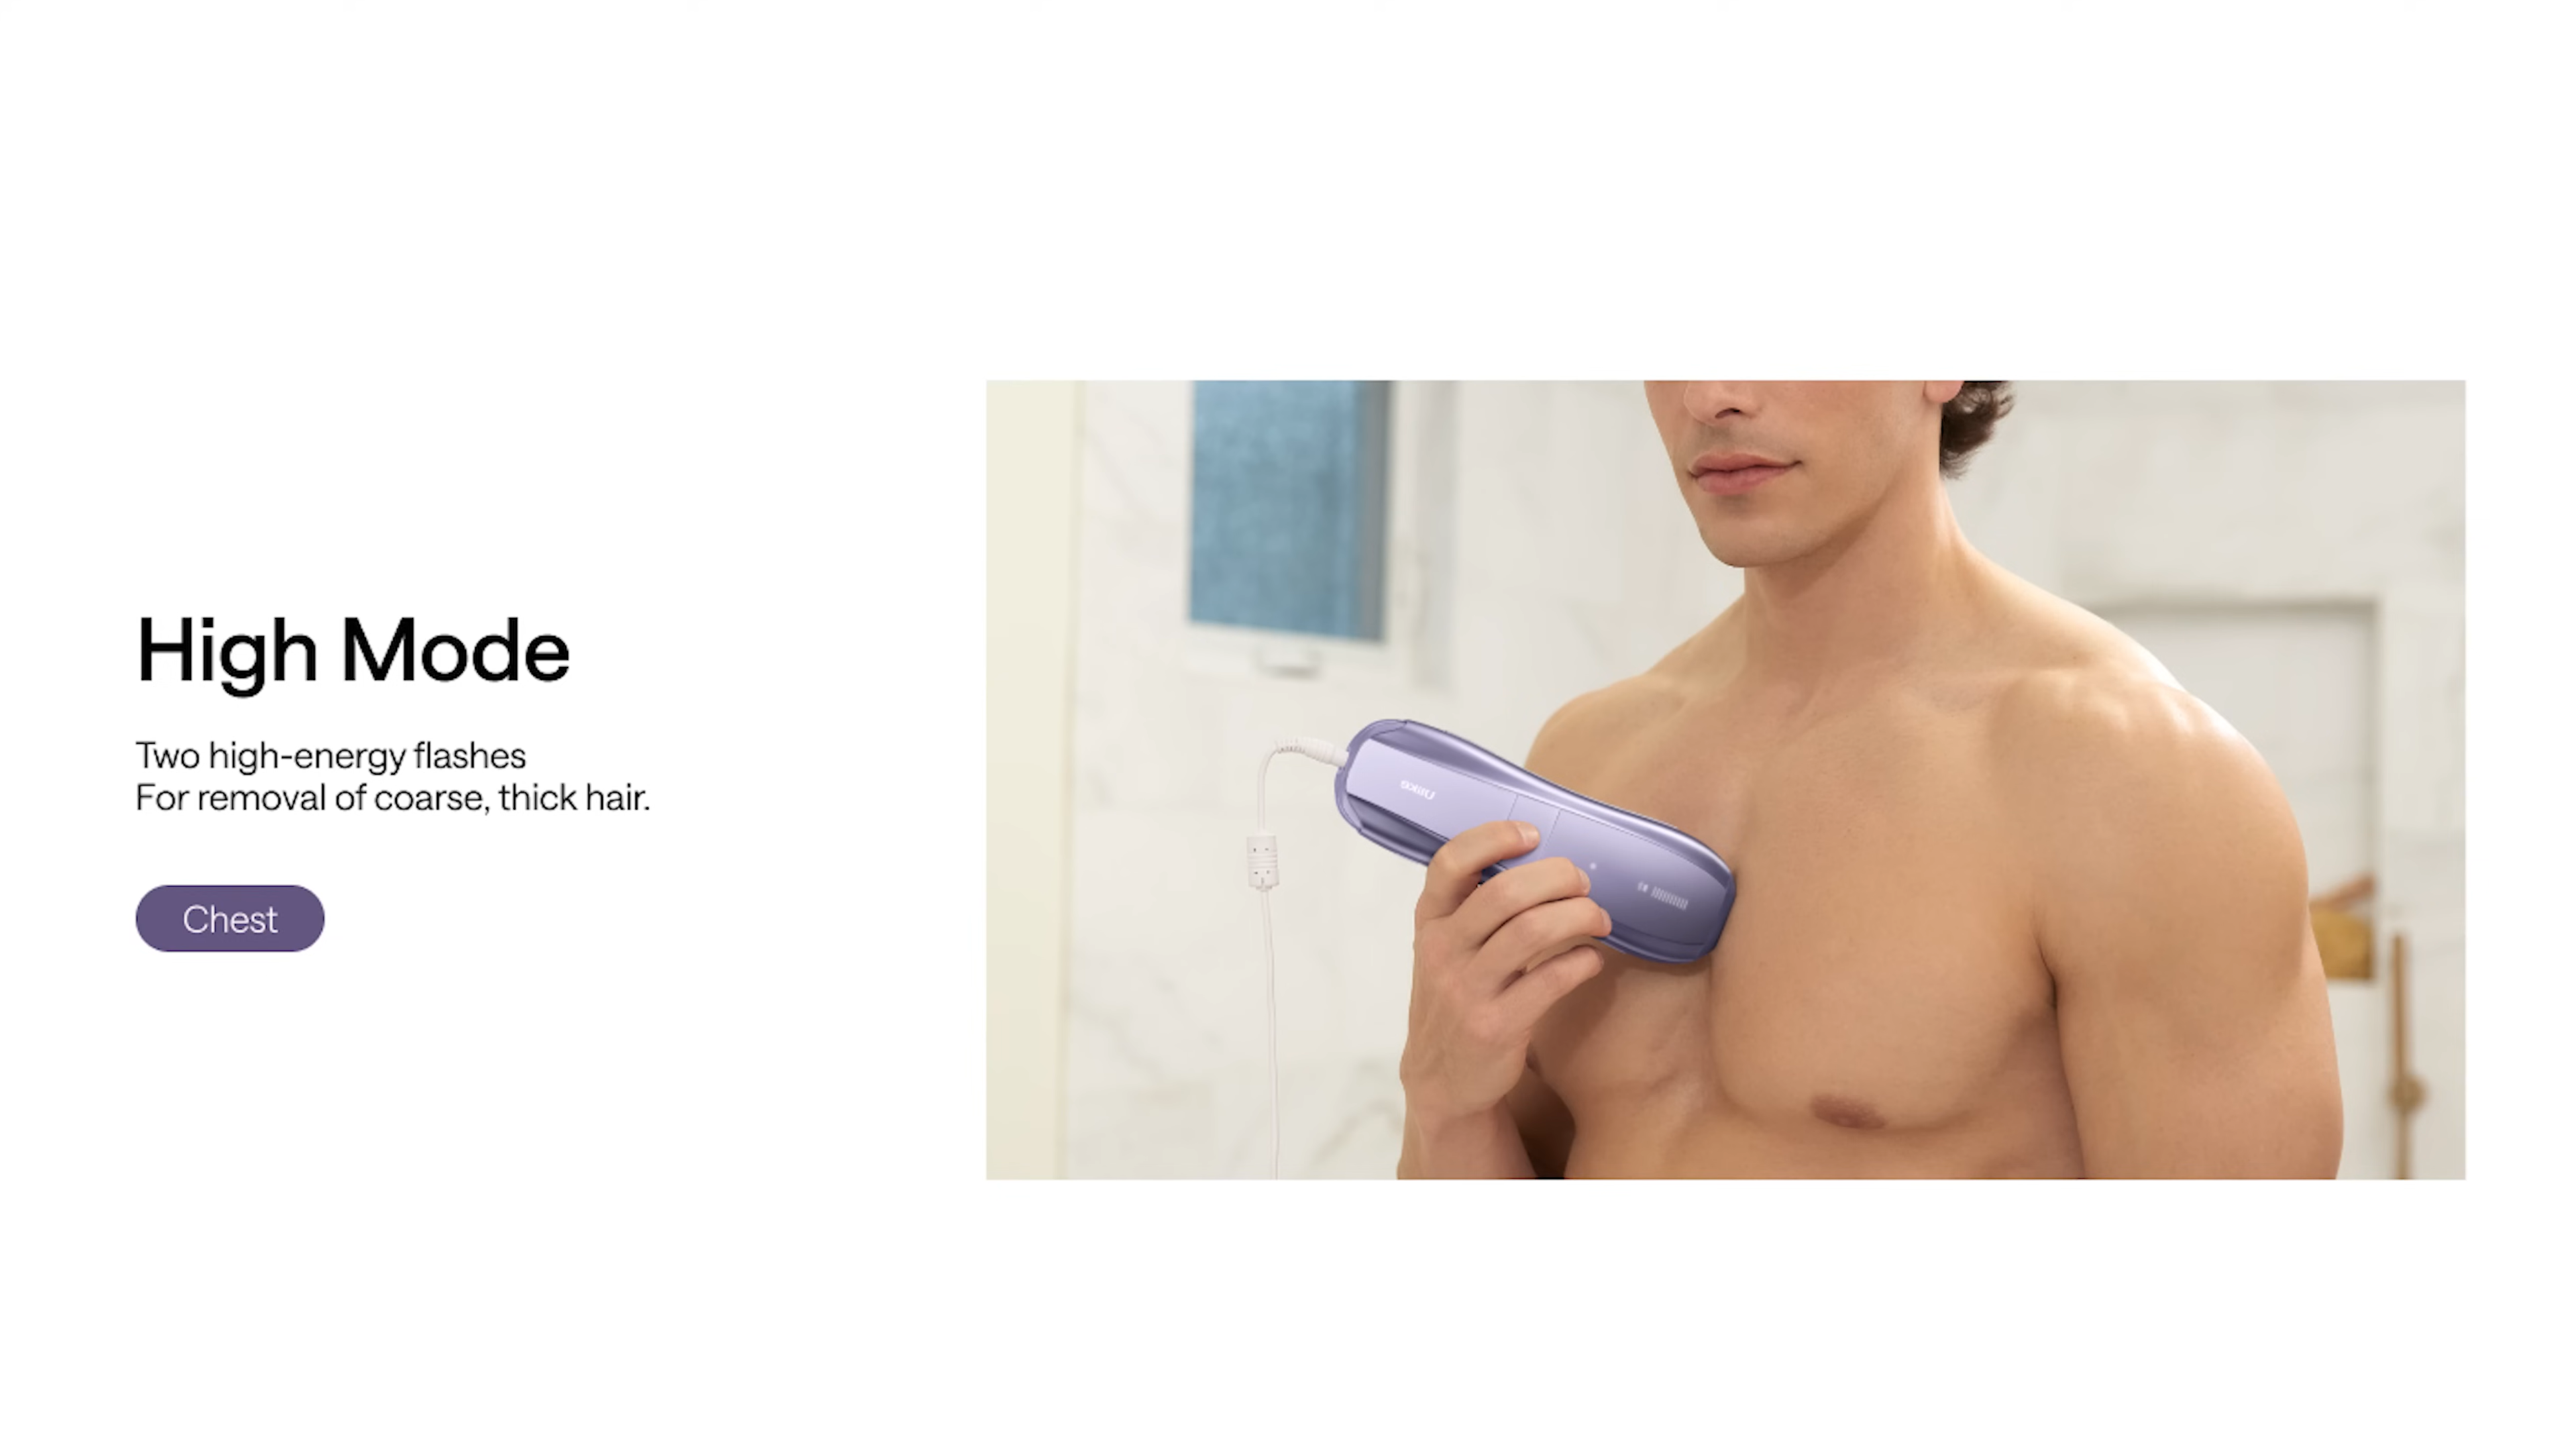 High Mode
Two high-energy flashes
For removal of coarse, thick hair.
Chest